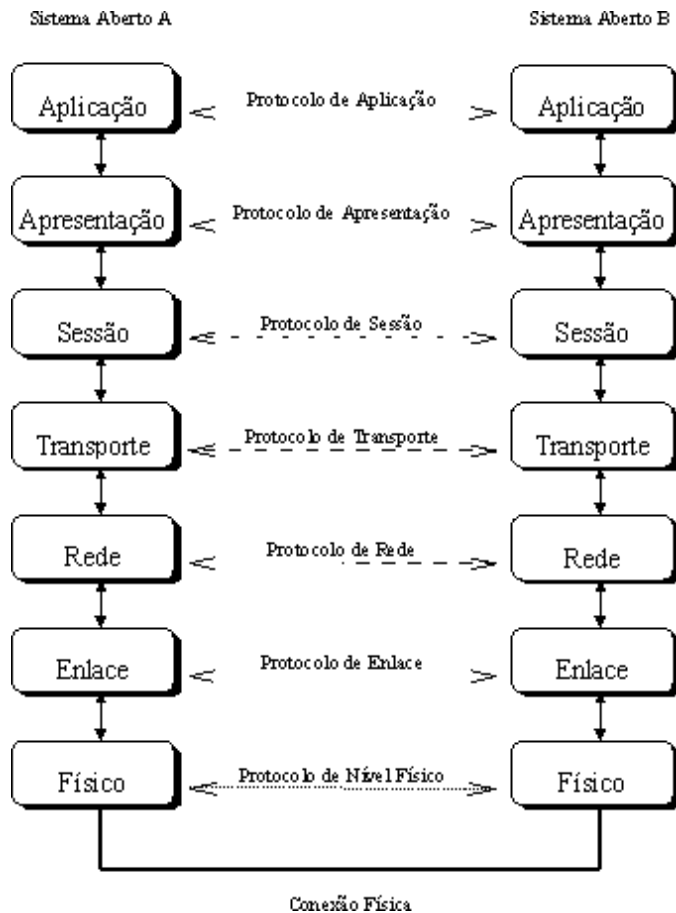 Sistema Aberto A Sistema Aberto B
Aplicação Protocolo de Aplicação Aplicação
Apresentação Protocolo de Apresentação Apresentação
Sessão Protocolo de Sessão Sessão
Transporte Protocolo de Transporte Transporte
Rede Protocolo de Rede Rede
Enlace Protocolo de Enlace Enlace
Físico Protocolo de Nível Físico Físico
Conexão Física